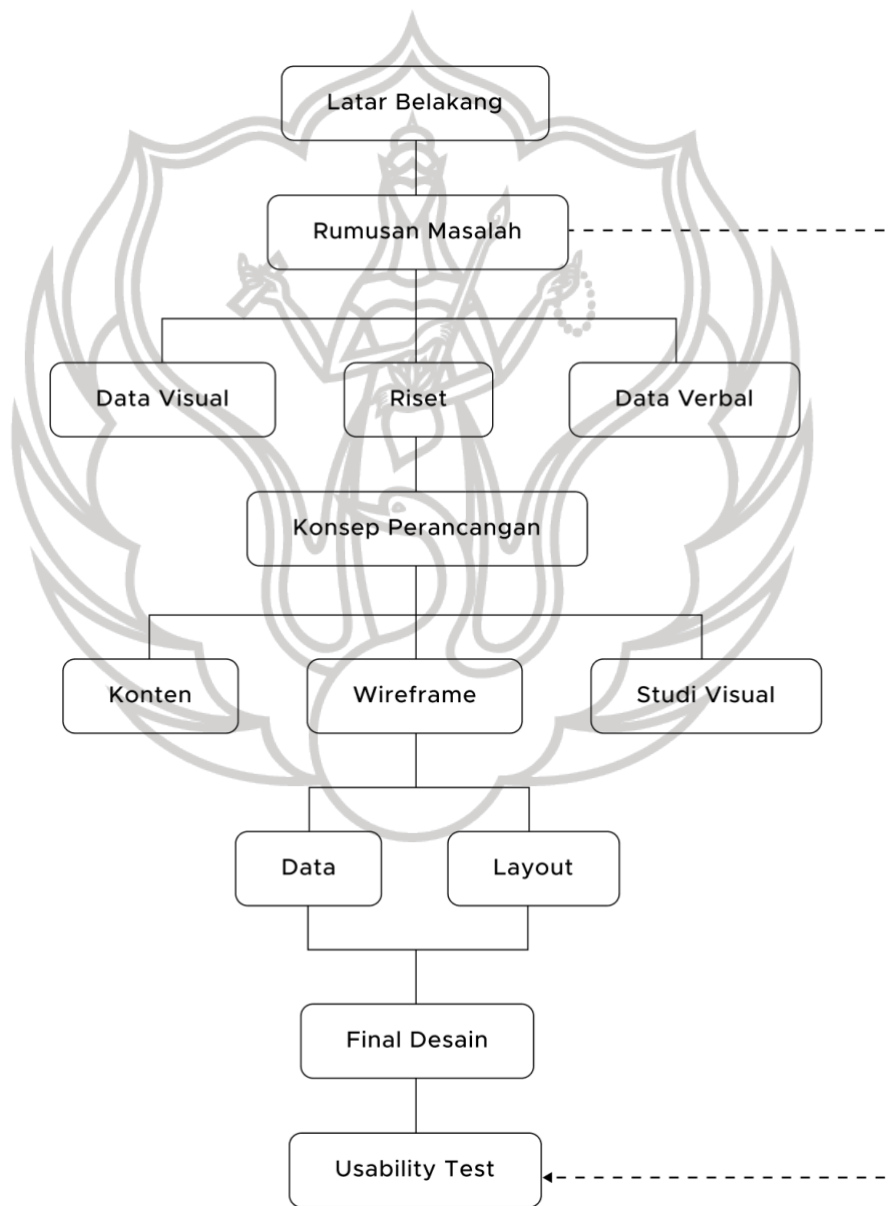 Latar Belakang
Rumusan Masalah
Data Visual
Riset
Data Verbal
Konsep Perancangan
Konten
Wireframe
Studi Visual
Data
Layout
Final Desain
Usability Test